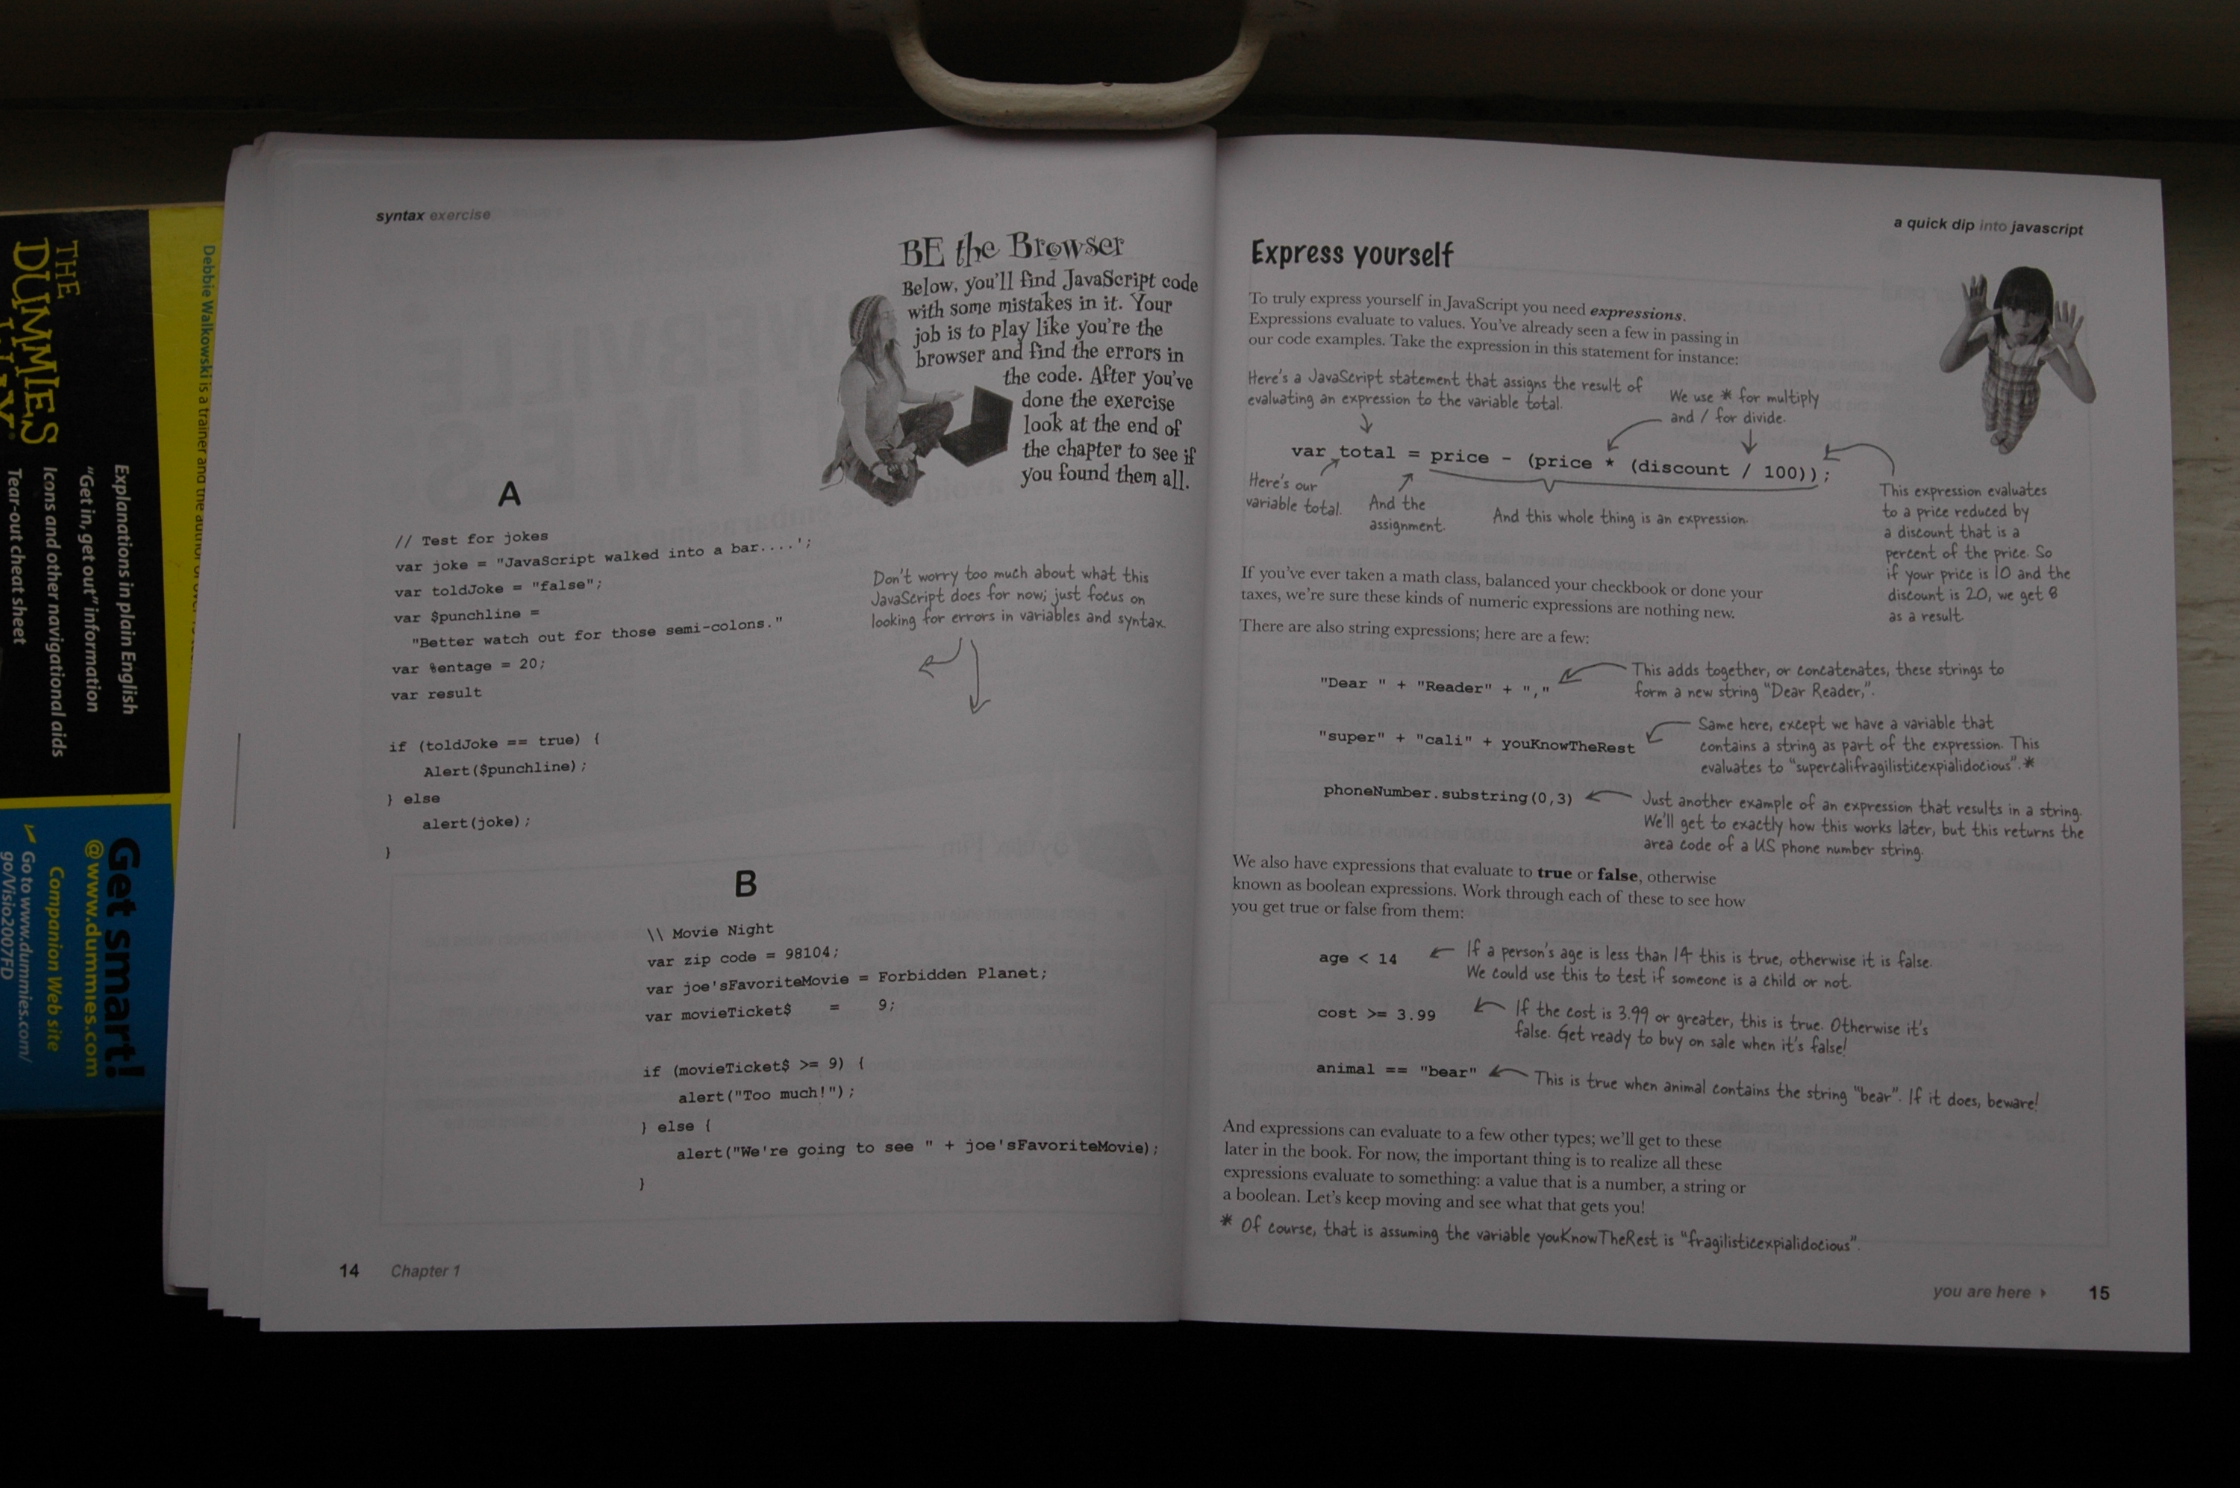 THE
DUMMIES
Explanations in plain English
"Get in, get out" information
Icons and other navigational aids
Tear-out cheat sheet
Get smart!
@www.dummies.com
Companion Web site
✓ Go to www.dummies.com/
go/Visio2007FD
Debbie Walkowski is a trainer and the author of over
syntax exercise
BE the Browser
Below, you'll find JavaScript code
with some mistakes in it. Your
job is to play like you're the
browser and find the errors in
the code. After you've
done the exercise
look at the end of
the chapter to see if
you found them all.
A
// Test for jokes
var joke = "JavaScript walked into a bar....';
var toldJoke = "false";
var $punchline =
"Better watch out for those semi-colons."
var %entage = 20;
var result
if (toldJoke == true) {
Alert($punchline);
} else
alert(joke);
}
Don't worry too much about what this
JavaScript does for now; just focus on
looking for errors in variables and syntax.
B
\\ Movie Night
var zip code = 98104;
var joe'sFavoriteMovie = Forbidden Planet;
var movieTicket$ = 9;
if (movieTicket$ >= 9) {
alert("Too much!");
} else {
alert("We're going to see " + joe'sFavoriteMovie);
}
14 Chapter 1
a quick dip into javascript
Express yourself
To truly express yourself in JavaScript you need expressions.
Expressions evaluate to values. You've already seen a few in passing in
our code examples. Take the expression in this statement for instance:
Here's a JavaScript statement that assigns the result of
evaluating an expression to the variable total.
We use * for multiply
and / for divide.
var total = price - (price * (discount / 100));
Here's our
variable total.
And the
assignment.
And this whole thing is an expression.
This expression evaluates
to a price reduced by
a discount that is a
percent of the price. So
if your price is 10 and the
discount is 20, we get 8
as a result.
If you've ever taken a math class, balanced your checkbook or done your
taxes, we're sure these kinds of numeric expressions are nothing new.
There are also string expressions; here are a few:
"Dear " + "Reader" + ","
This adds together, or concatenates, these strings to
form a new string "Dear Reader,".
"super" + "cali" + youKnowTheRest
Same here, except we have a variable that
contains a string as part of the expression. This
evaluates to "supercalifragilisticexpialidocious".*
phoneNumber.substring(0,3)
Just another example of an expression that results in a string.
We'll get to exactly how this works later, but this returns the
area code of a US phone number string.
We also have expressions that evaluate to true or false, otherwise
known as boolean expressions. Work through each of these to see how
you get true or false from them:
age < 14
If a person's age is less than 14 this is true, otherwise it is false.
We could use this to test if someone is a child or not.
cost >= 3.99
If the cost is 3.99 or greater, this is true. Otherwise it's
false. Get ready to buy on sale when it's false!
animal == "bear"
This is true when animal contains the string "bear". If it does, beware!
And expressions can evaluate to a few other types; we'll get to these
later in the book. For now, the important thing is to realize all these
expressions evaluate to something: a value that is a number, a string or
a boolean. Let's keep moving and see what that gets you!
* Of course, that is assuming the variable youKnowTheRest is "fragilisticexpialidocious".
you are here ▸ 15